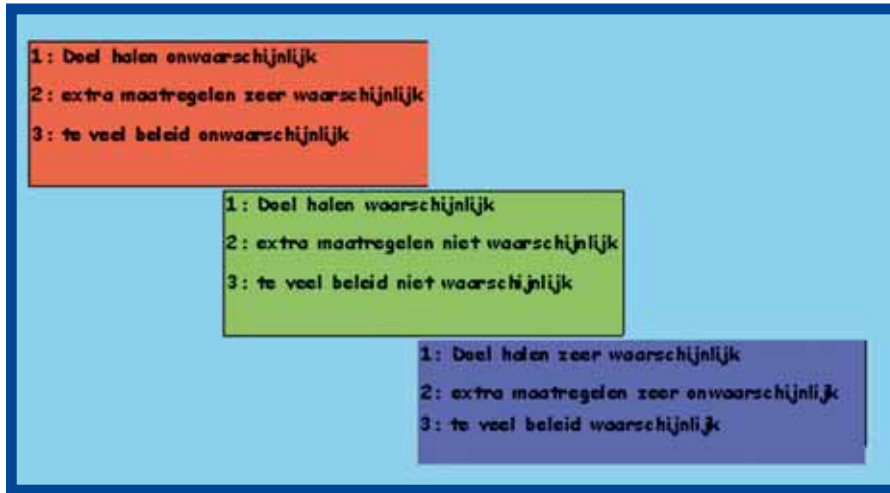 1: Doel halen onwaarschijnlijk
2: extra maatregelen zeer waarschijnlijk
3: te veel beleid onwaarschijnlijk
1: Doel halen waarschijnlijk
2: extra maatregelen niet waarschijnlijk
3: te veel beleid niet waarschijnlijk
1: Doel halen zeer waarschijnlijk
2: extra maatregelen zeer onwaarschijnlijk
3: te veel beleid waarschijnlijk